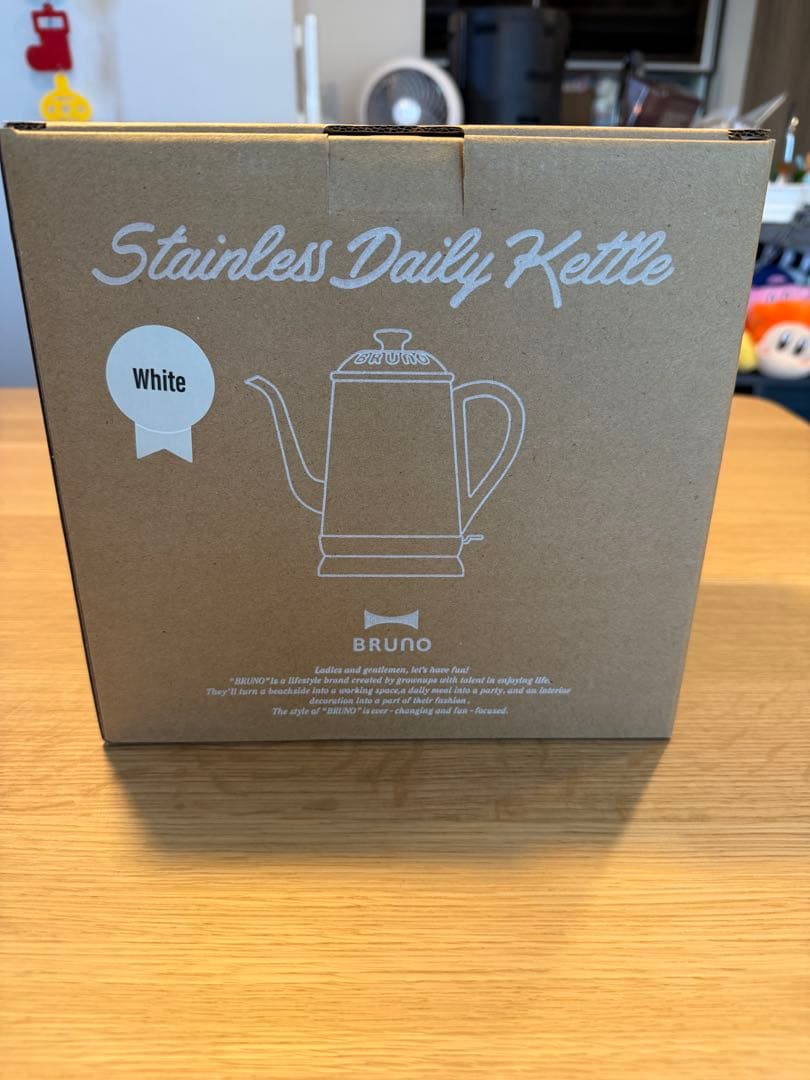 Stainless Daily Kettle
White
BRUNO
BRUNO
Ladies and gentlemen, let's have fun!
"BRUNO" is a lifestyle brand created by grownups with talent in enjoying life.
They'll turn a beachside into a working space,a daily meal into a party, and an interior
decoration into a part of their fashion.
The style of "BRUNO" is ever - changing and fun - focused.